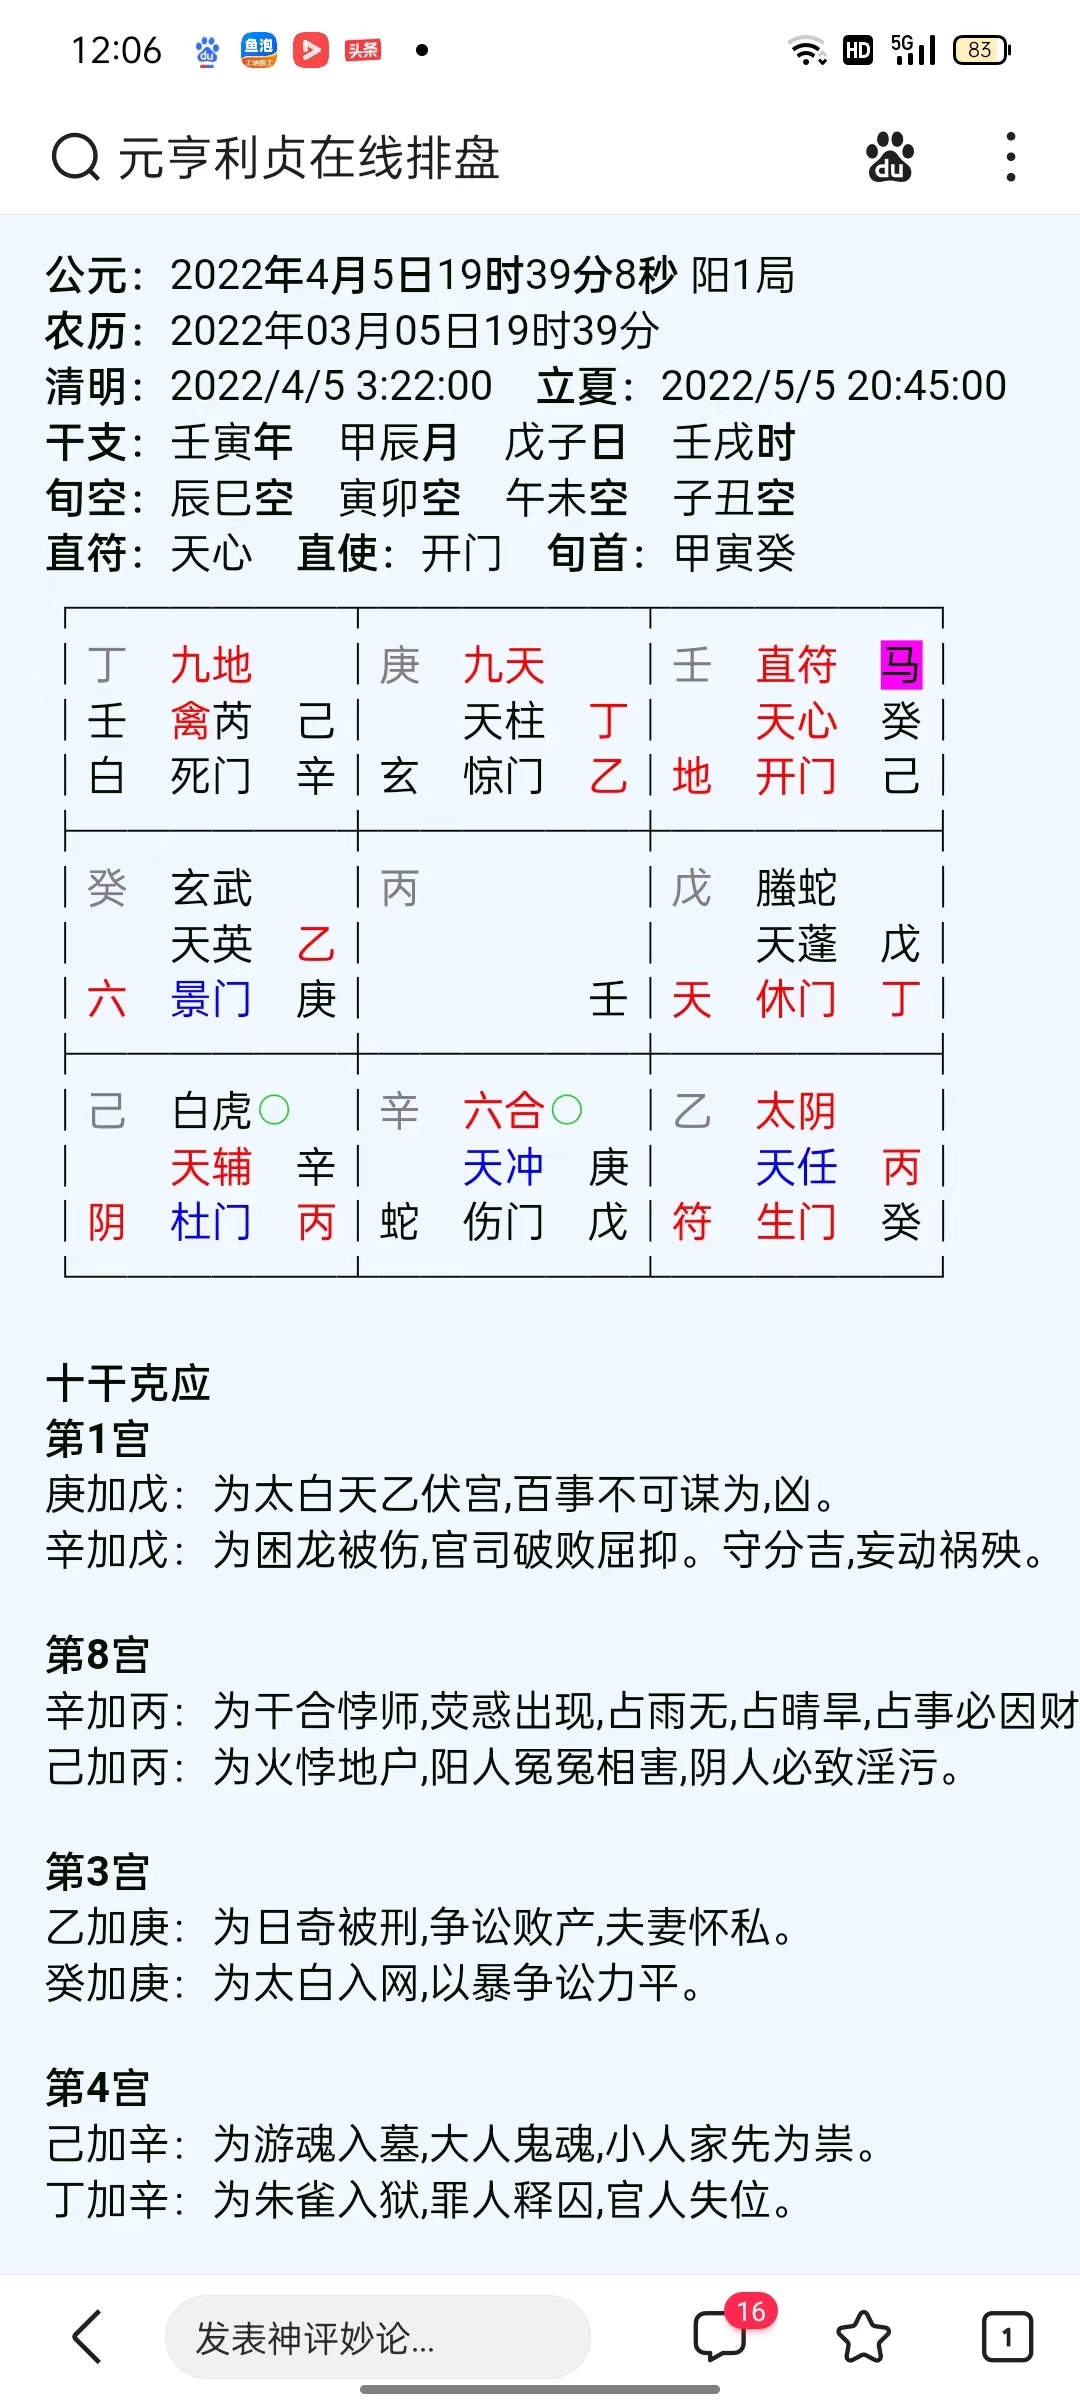 12:06 du 鱼泡 头条 HD 5G 83
元亨利贞在线排盘 du
公元：2022年4月5日19时39分8秒 阳1局
农历：2022年03月05日19时39分
清明：2022/4/5 3:22:00 立夏：2022/5/5 20:45:00
干支：壬寅年 甲辰月 戊子日 壬戌时
旬空：辰巳空 寅卯空 午未空 子丑空
直符：天心 直使：开门 旬首：甲寅癸
丁 九地 庚 九天 壬 直符 马
壬 禽芮 己 天柱 丁 天心 癸
白 死门 辛 玄 惊门 乙 地 开门 己
癸 玄武 丙 戊 螣蛇
天英 乙 天蓬 戊
六 景门 庚 壬 天 休门 丁
己 白虎○ 辛 六合○ 乙 太阴
天辅 辛 天冲 庚 天任 丙
阴 杜门 丙 蛇 伤门 戊 符 生门 癸
十干克应
第1宫
庚加戊：为太白天乙伏宫,百事不可谋为,凶。
辛加戊：为困龙被伤,官司破败屈抑。守分吉,妄动祸殃。
第8宫
辛加丙：为干合悖师,荧惑出现,占雨无,占晴旱,占事必因财
己加丙：为火悖地户,阳人冤冤相害,阴人必致淫污。
第3宫
乙加庚：为日奇被刑,争讼败产,夫妻怀私。
癸加庚：为太白入网,以暴争讼力平。
第4宫
己加辛：为游魂入墓,大人鬼魂,小人家先为祟。
丁加辛：为朱雀入狱,罪人释囚,官人失位。
发表神评妙论... 16 1